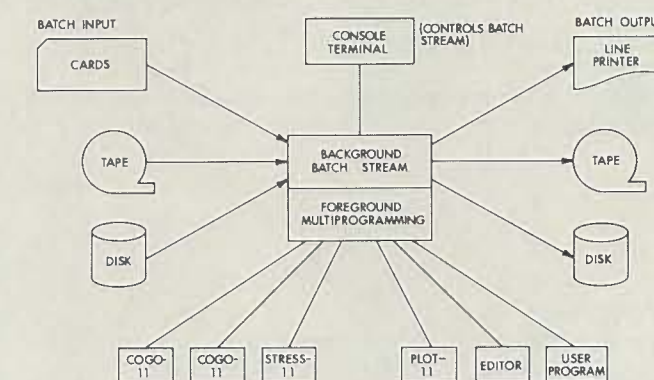 BATCH INPUT
CARDS
TAPE
DISK
CONSOLE
TERMINAL
(CONTROLS BATCH
STREAM)
BACKGROUND
BATCH STREAM
FOREGROUND
MULTIPROGRAMMING
BATCH OUTPU
LINE
PRINTER
TAPE
DISK
COGO-
11
COGO-
11
STRESS-
11
PLOT-
11
EDITOR
USER
PROGRAM